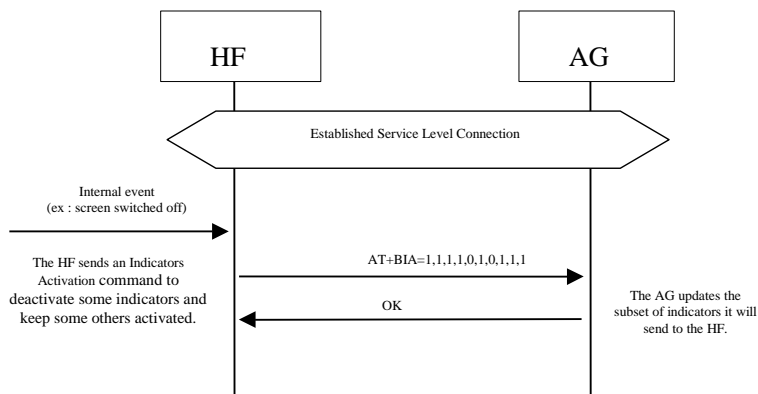 HF
AG
Established Service Level Connection
Internal event
(ex : screen switched off)
The HF sends an Indicators
Activation command to
deactivate some indicators and
keep some others activated.
AT+BIA=1,1,1,1,0,1,0,1,1,1
OK
The AG updates the
subset of indicators it will
send to the HF.